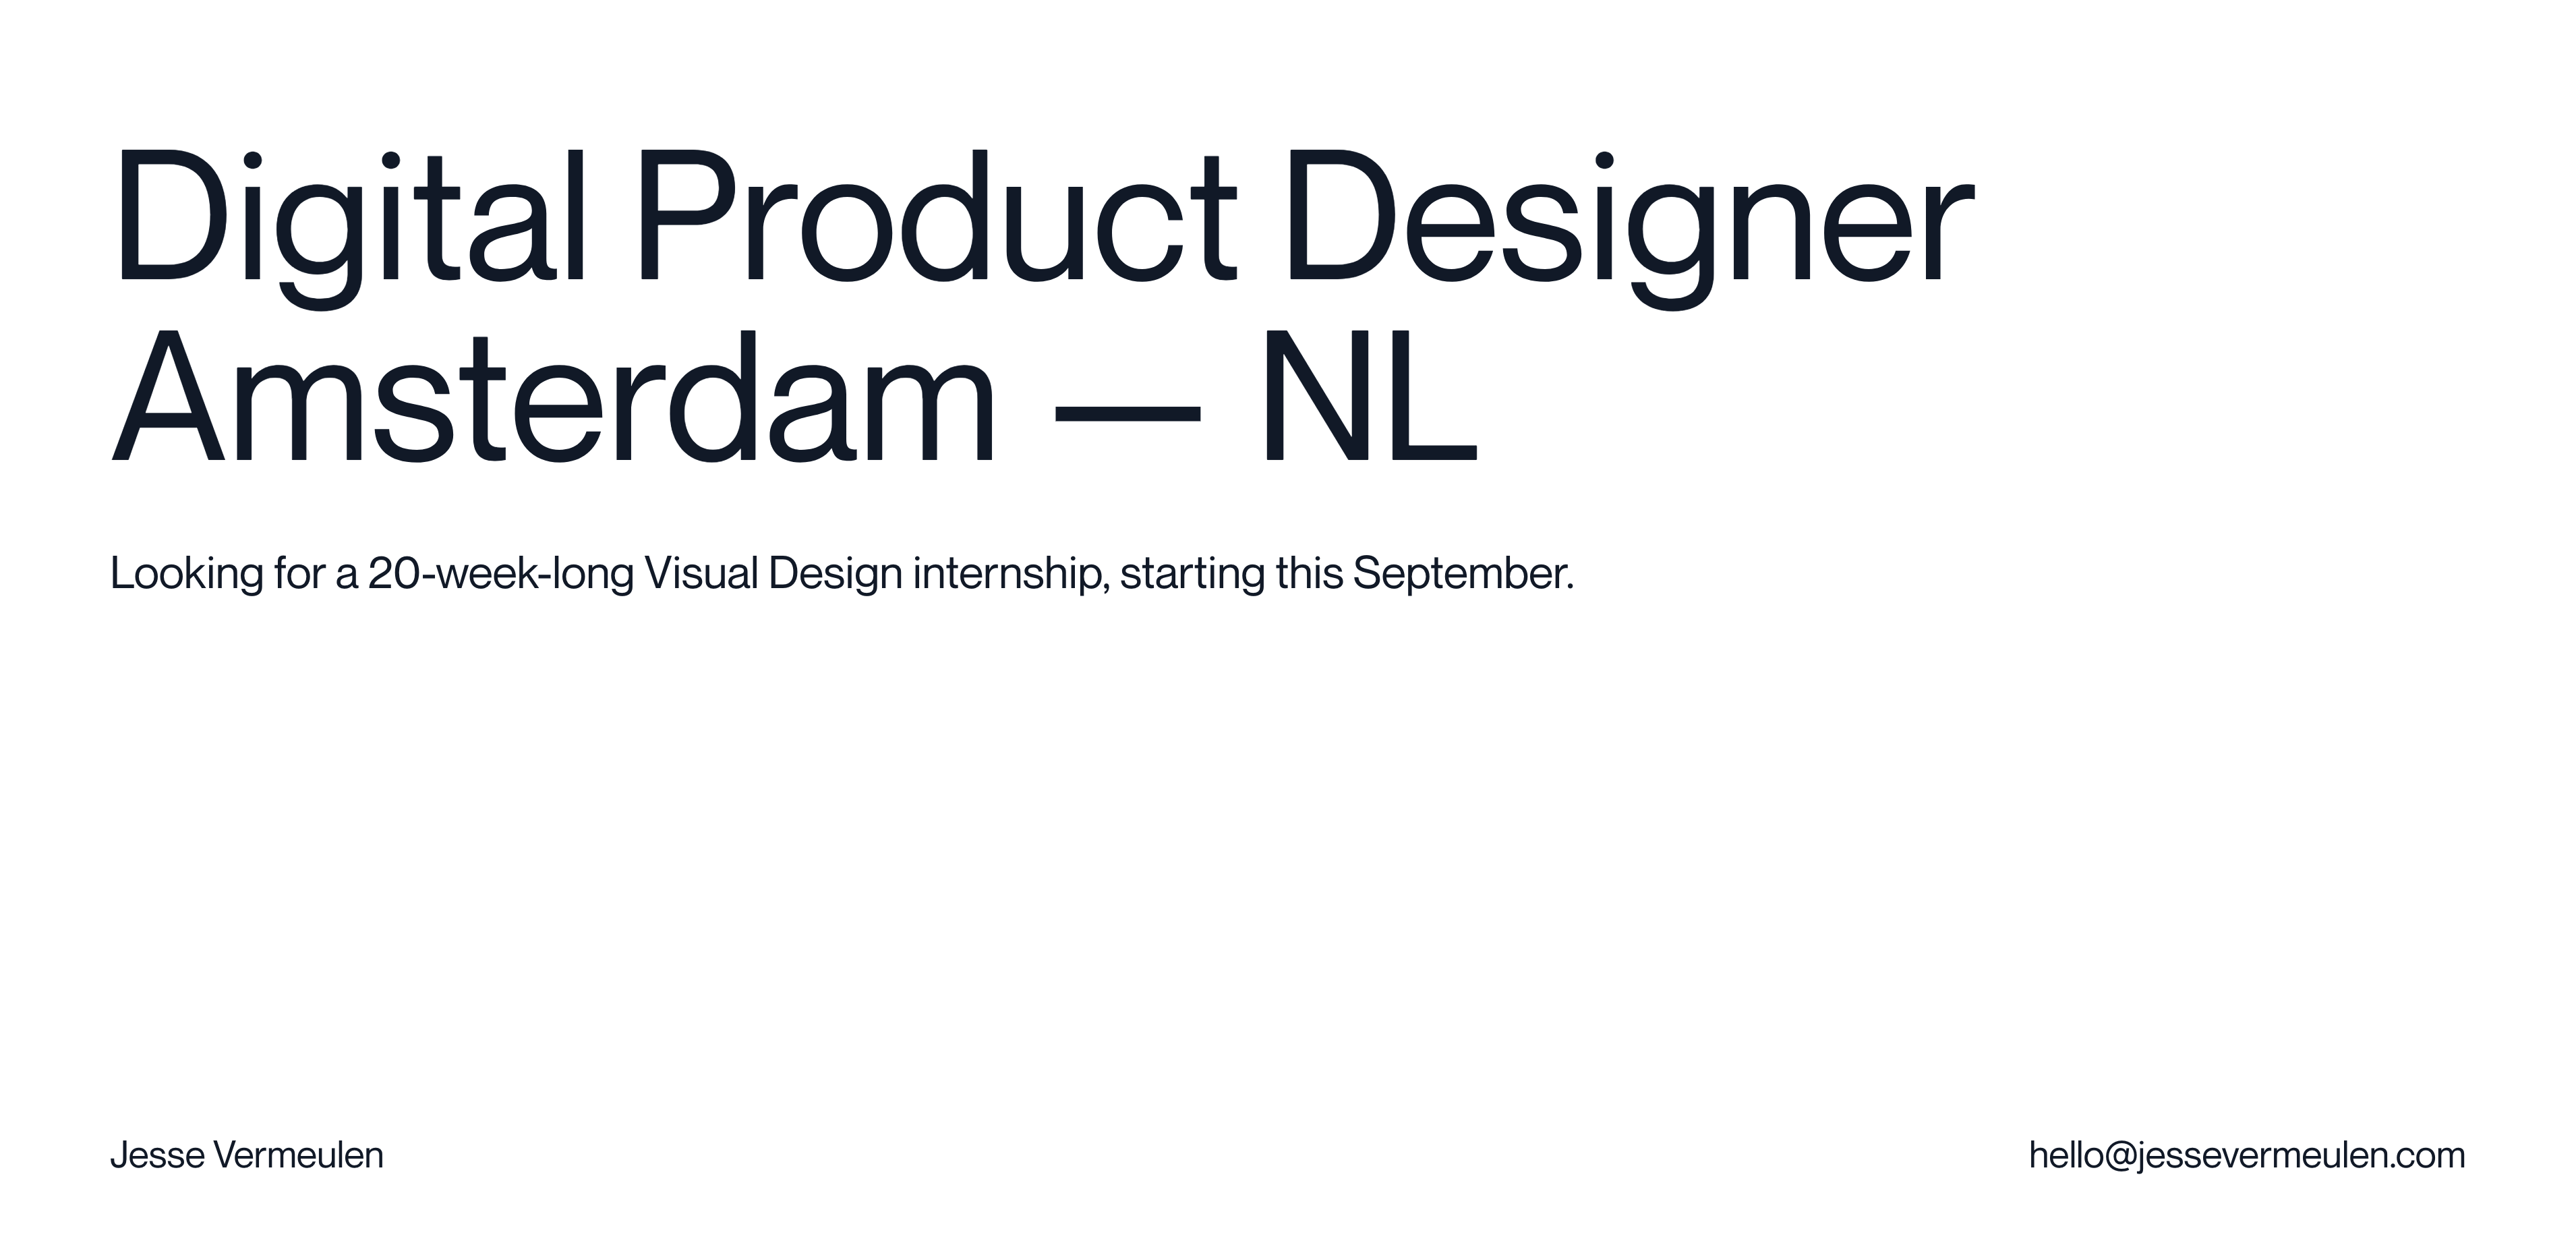 Digital Product Designer
Amsterdam — NL
Looking for a 20-week-long Visual Design internship, starting this September.
Jesse Vermeulen
hello@jessevermeulen.com